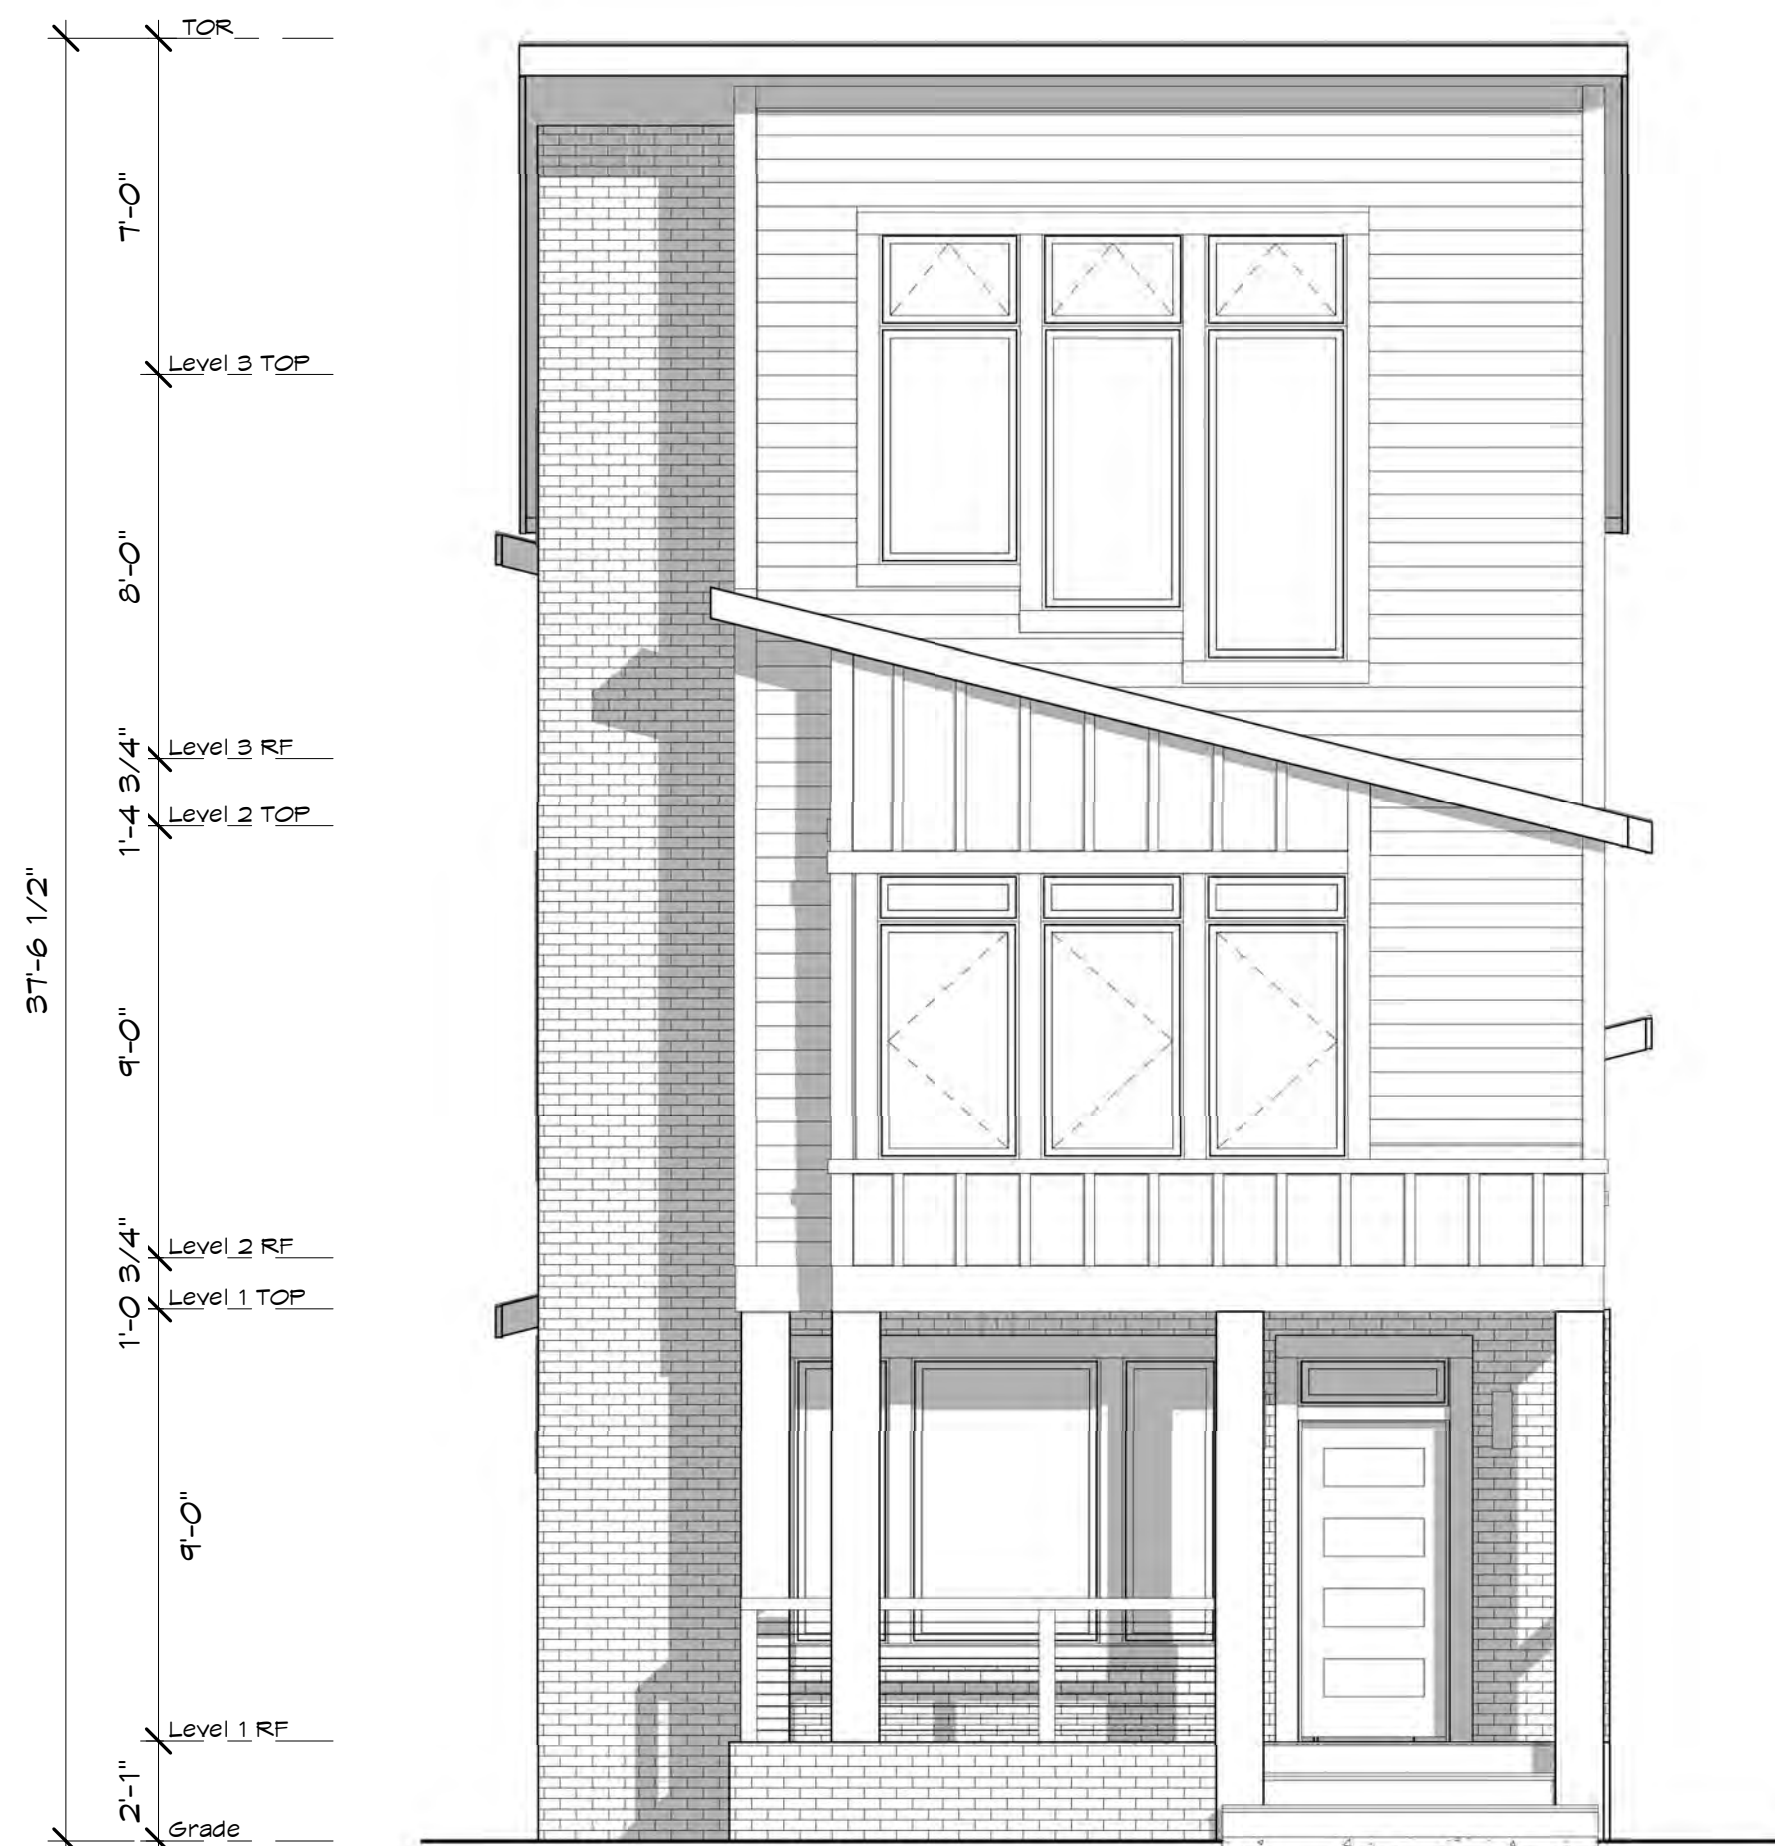 TOR
7'-0"
Level 3 TOP
8'-0"
Level 3 RF
1'-4 3/4"
Level 2 TOP
37'-6 1/2"
9'-0"
Level 2 RF
1'-0 3/4"
Level 1 TOP
9'-0"
Level 1 RF
2'-1"
Grade